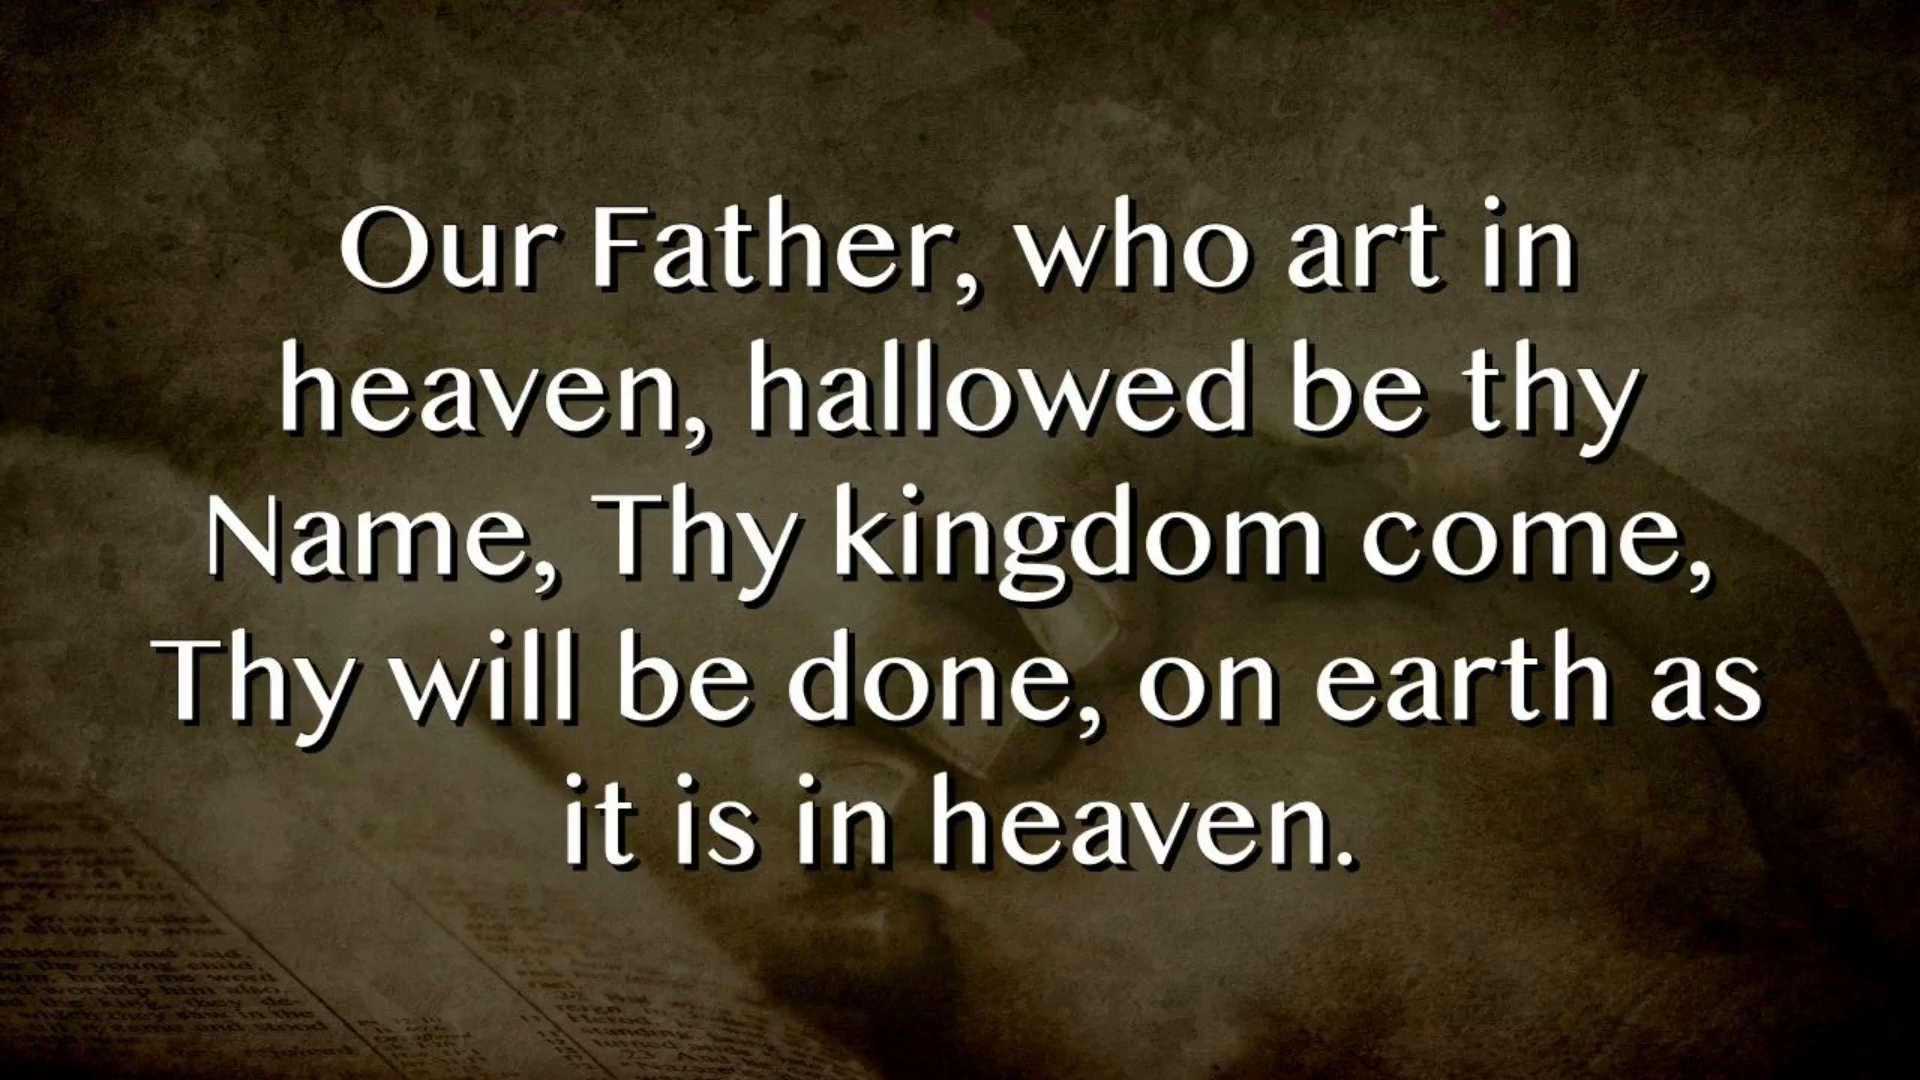 Our Father, who art in
heaven, hallowed be thy
Name, Thy kingdom come,
Thy will be done, on earth as
it is in heaven.